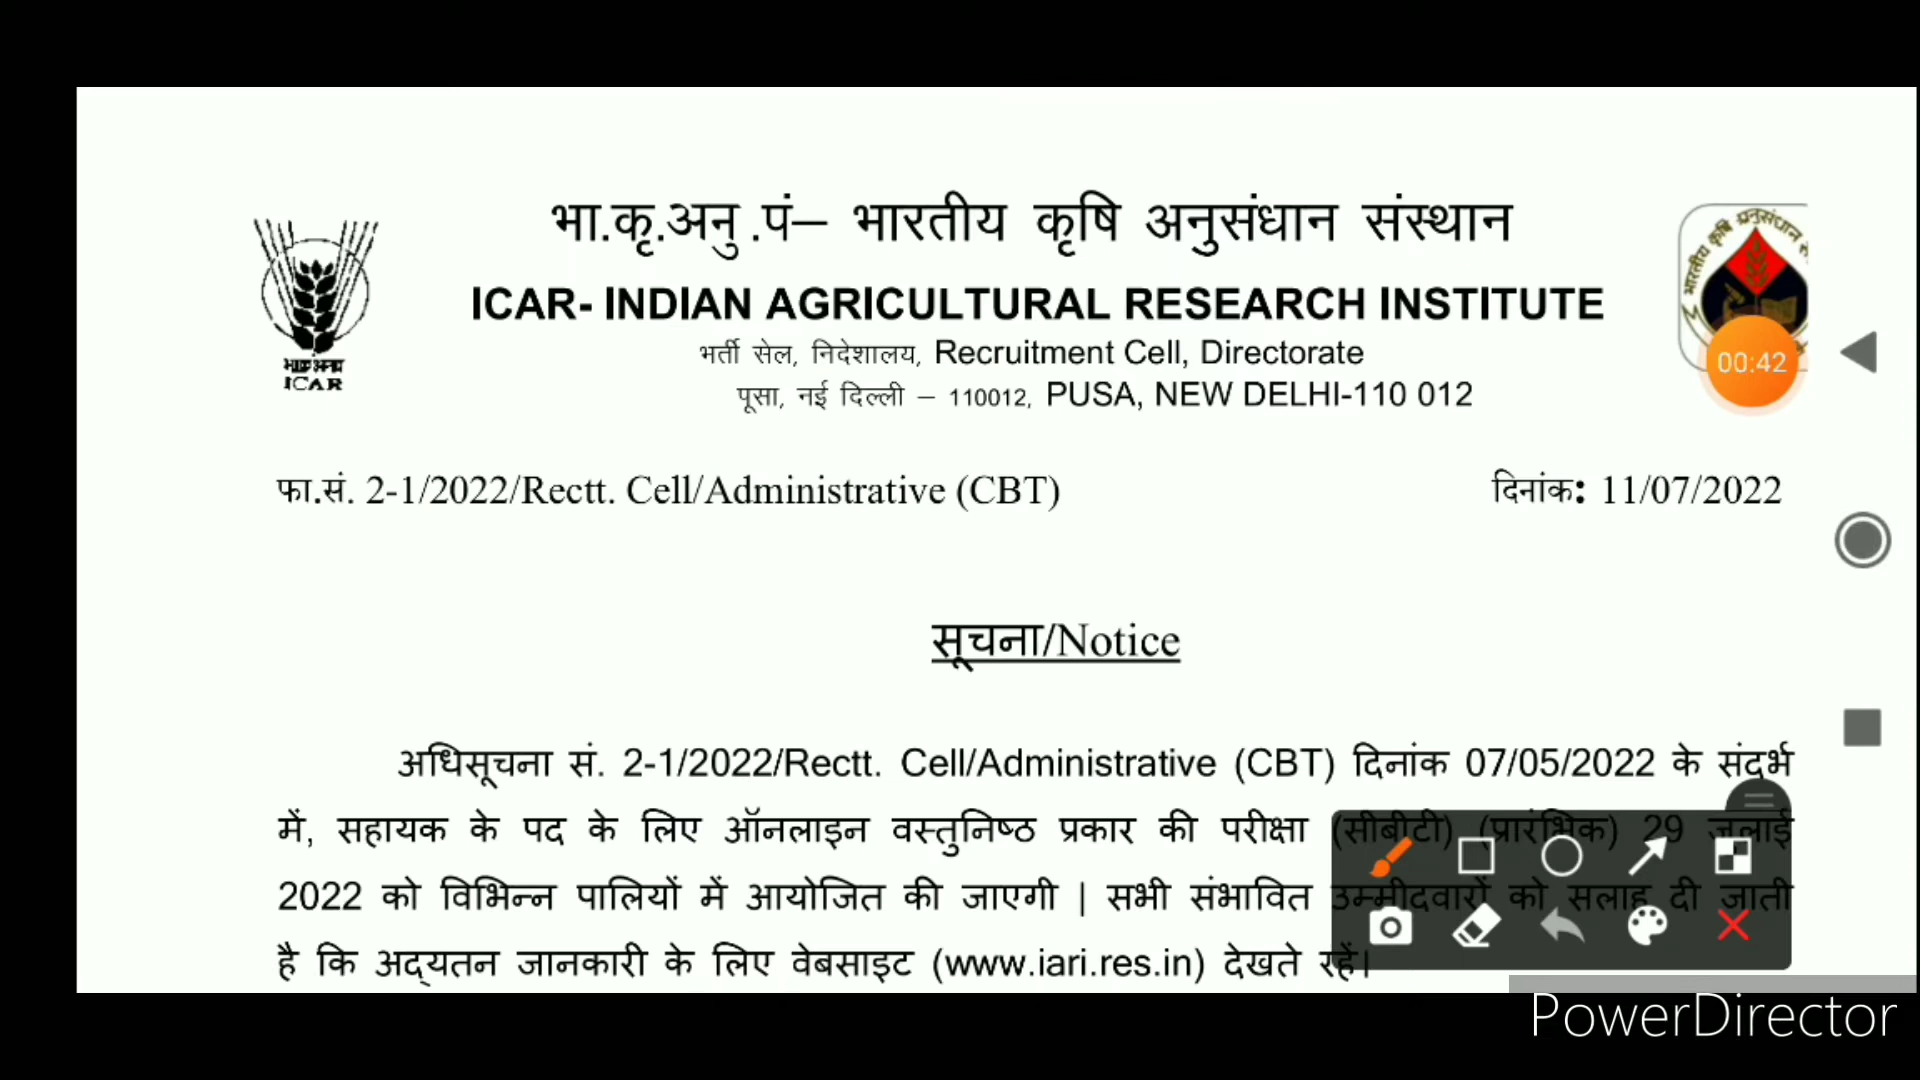 भा.कृ.अनु .पं– भारतीय कृषि अनुसंधान संस्थान
ICAR- INDIAN AGRICULTURAL RESEARCH INSTITUTE
भर्ती सेल, निदेशालय, Recruitment Cell, Directorate
पूसा, नई दिल्ली – 110012, PUSA, NEW DELHI-110 012
भाकृअनुप
ICAR
भारतीय कृषि अनुसंधान
00:42
फा.सं. 2-1/2022/Rectt. Cell/Administrative (CBT) दिनांक: 11/07/2022
सूचना/Notice
अधिसूचना सं. 2-1/2022/Rectt. Cell/Administrative (CBT) दिनांक 07/05/2022 के संदर्भ
में, सहायक के पद के लिए ऑनलाइन वस्तुनिष्ठ प्रकार की परीक्षा (सीबीटी) (प्रारंभिक) 29 जुलाई
2022 को विभिन्न पालियों में आयोजित की जाएगी | सभी संभावित उम्मीदवारों को सलाह दी जाती
है कि अद्यतन जानकारी के लिए वेबसाइट (www.iari.res.in) देखते रहें।
PowerDirector